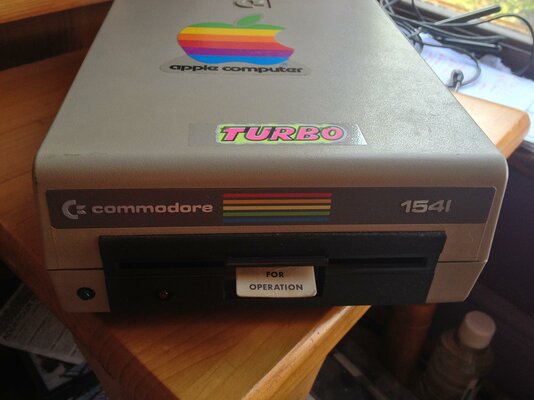 apple computer
TURBO
commodore 1541
FOR
OPERATION